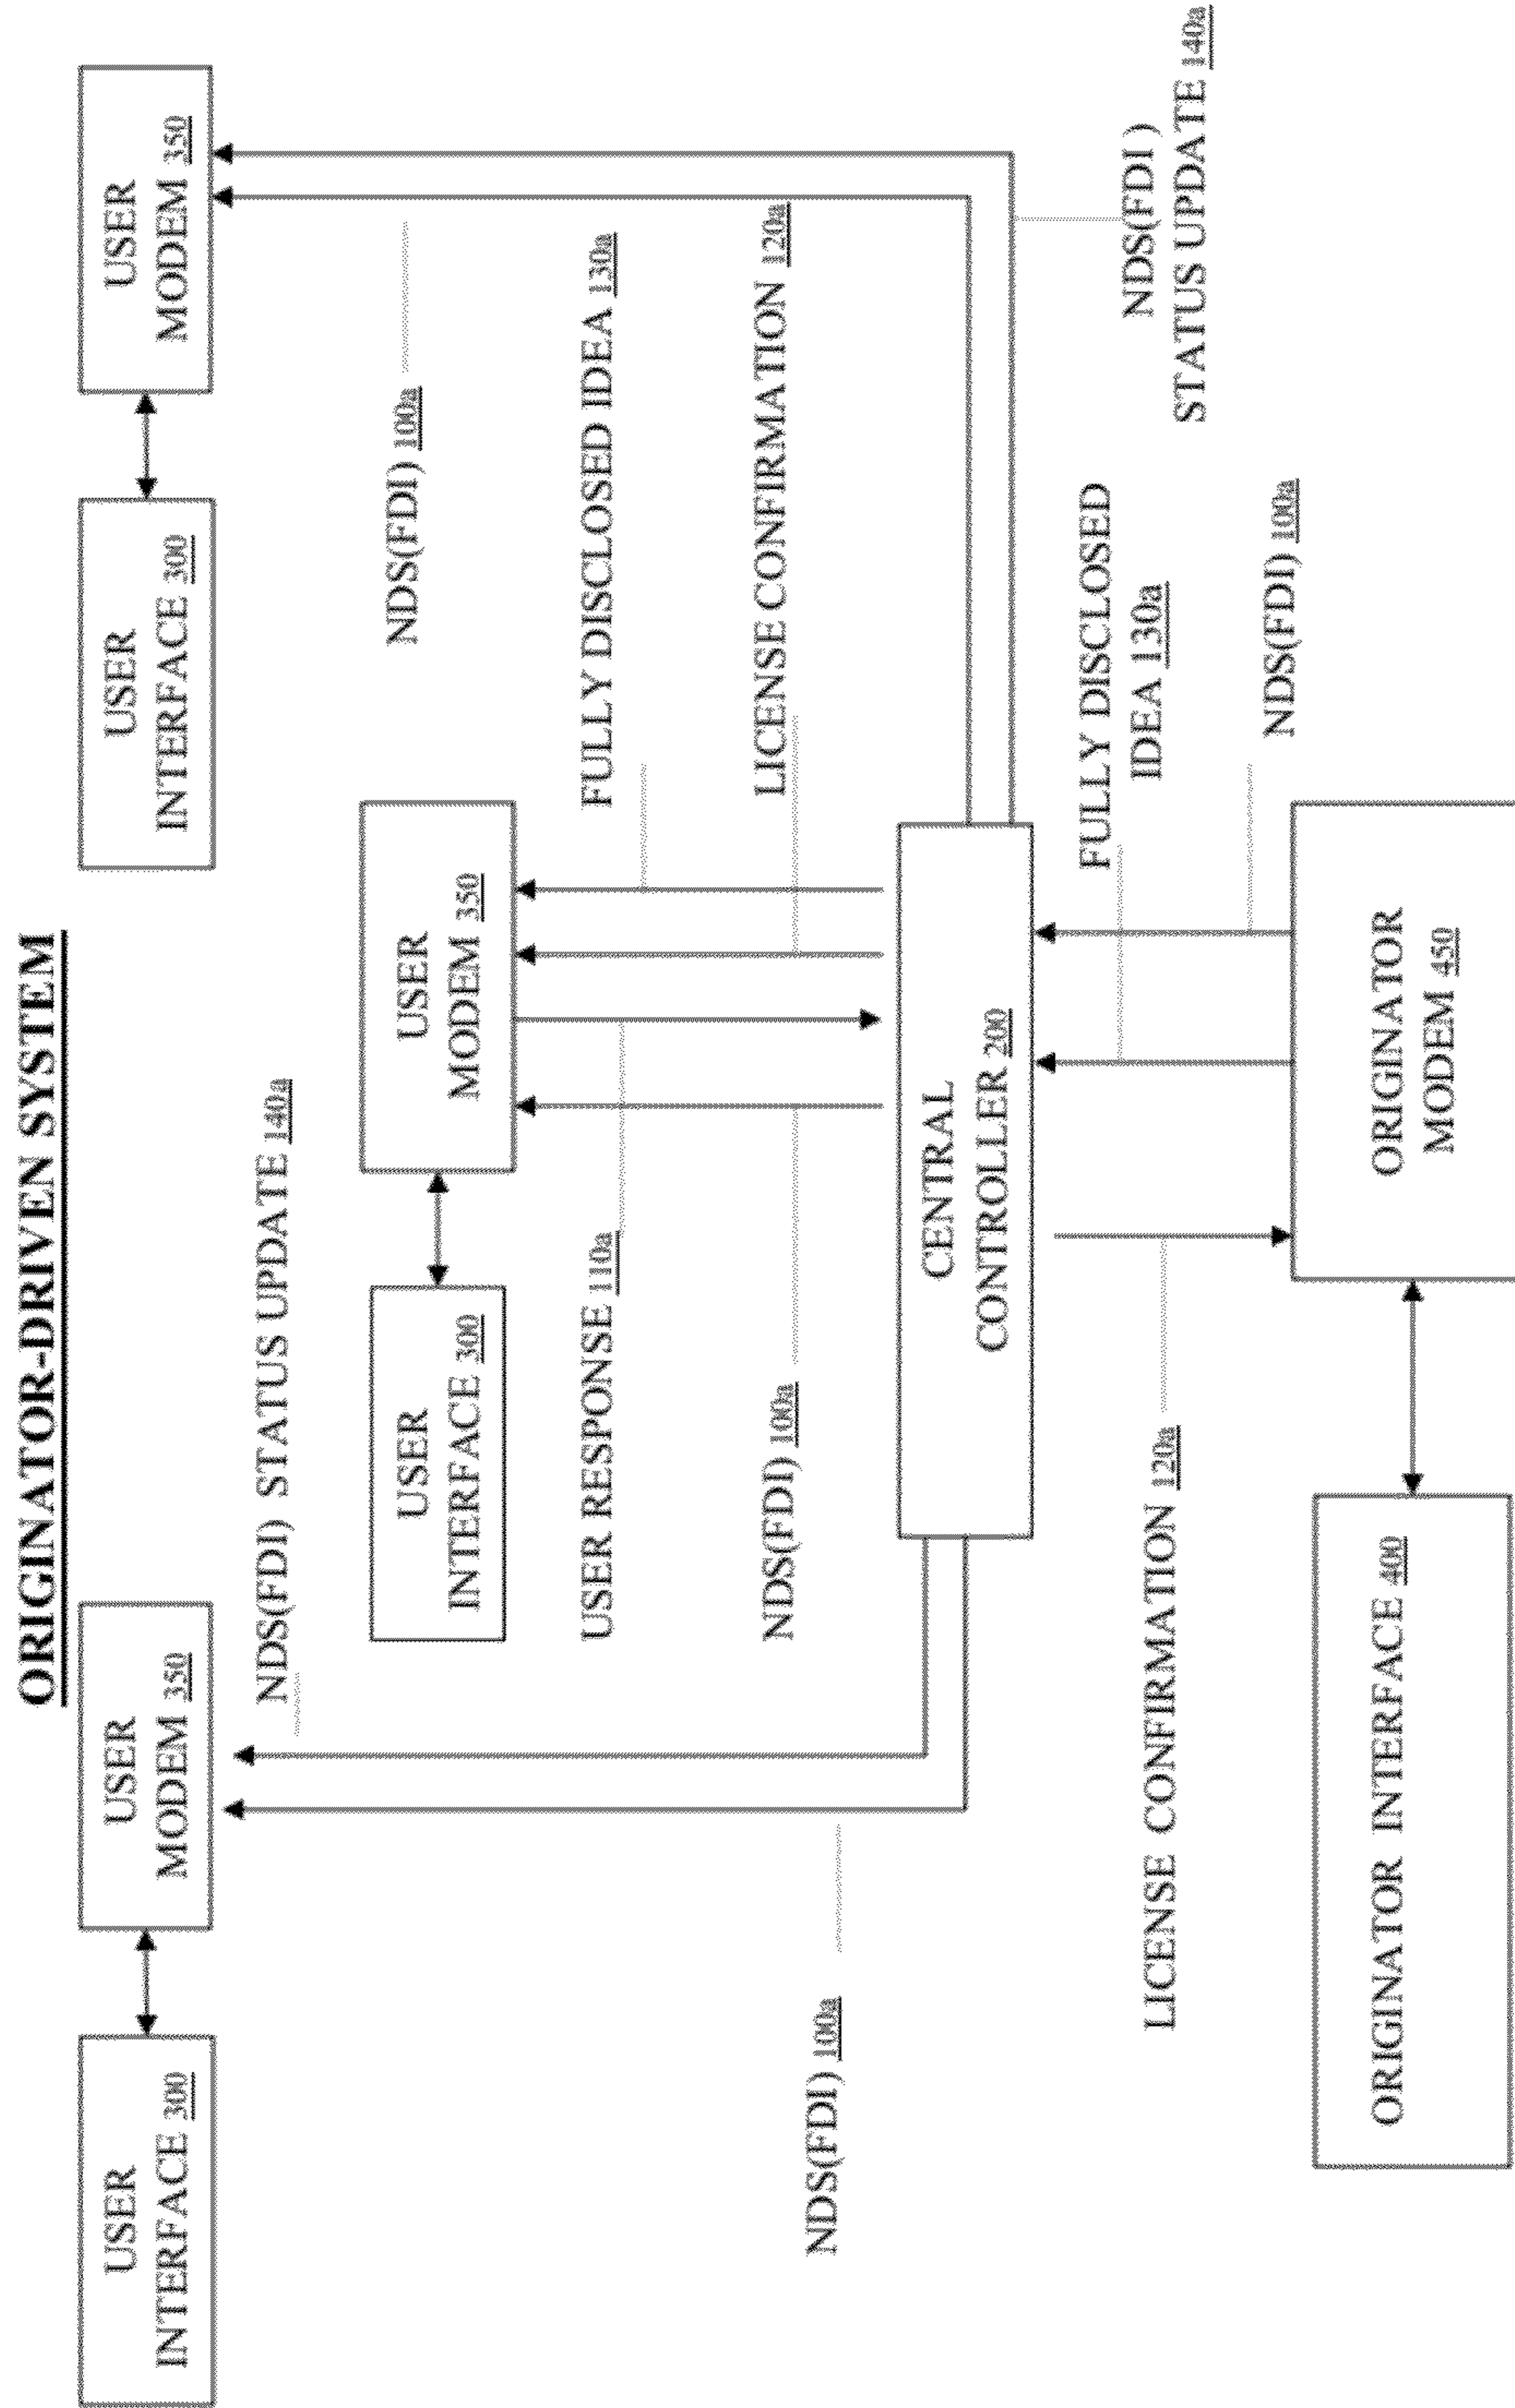 ORIGINATOR-DRIVEN SYSTEM
USER
INTERFACE 300
USER
MODEM 350
USER
INTERFACE 300
USER
MODEM 350
NDS(FDI) STATUS UPDATE 140a
USER
INTERFACE 300
USER
MODEM 350
NDS(FDI) 100a
USER RESPONSE 110a
FULLY DISCLOSED IDEA 130a
NDS(FDI) 100a
LICENSE CONFIRMATION 120a
NDS(FDI) 100a
CENTRAL
CONTROLLER 200
FULLY DISCLOSED
IDEA 130a
NDS(FDI )
STATUS UPDATE 140a
LICENSE CONFIRMATION 120a
NDS(FDI) 100a
ORIGINATOR INTERFACE 400
ORIGINATOR
MODEM 450